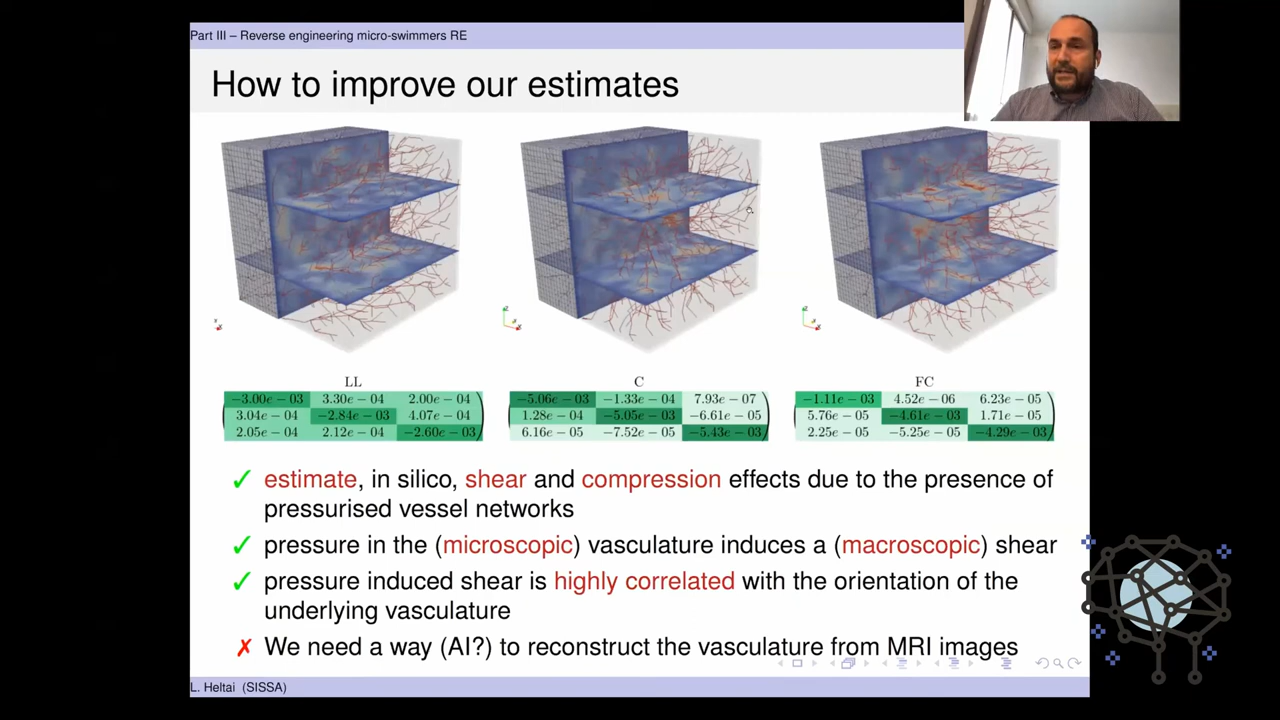 Part III – Reverse engineering micro-swimmers RE
How to improve our estimates
LL
−3.00e − 03 3.30e − 04 2.00e − 04
3.04e − 04 −2.84e − 03 4.07e − 04
2.05e − 04 2.12e − 04 −2.60e − 03
C
−5.06e − 03 −1.33e − 04 7.93e − 07
1.28e − 04 −5.05e − 03 −6.61e − 05
6.16e − 05 −7.52e − 05 −5.43e − 03
FC
−1.11e − 03 4.52e − 06 6.23e − 05
5.76e − 05 −4.61e − 03 1.71e − 05
2.25e − 05 −5.25e − 05 −4.29e − 03
✓ estimate, in silico, shear and compression effects due to the presence of
pressurised vessel networks
✓ pressure in the (microscopic) vasculature induces a (macroscopic) shear
✓ pressure induced shear is highly correlated with the orientation of the
underlying vasculature
✗ We need a way (AI?) to reconstruct the vasculature from MRI images
L. Heltai (SISSA)